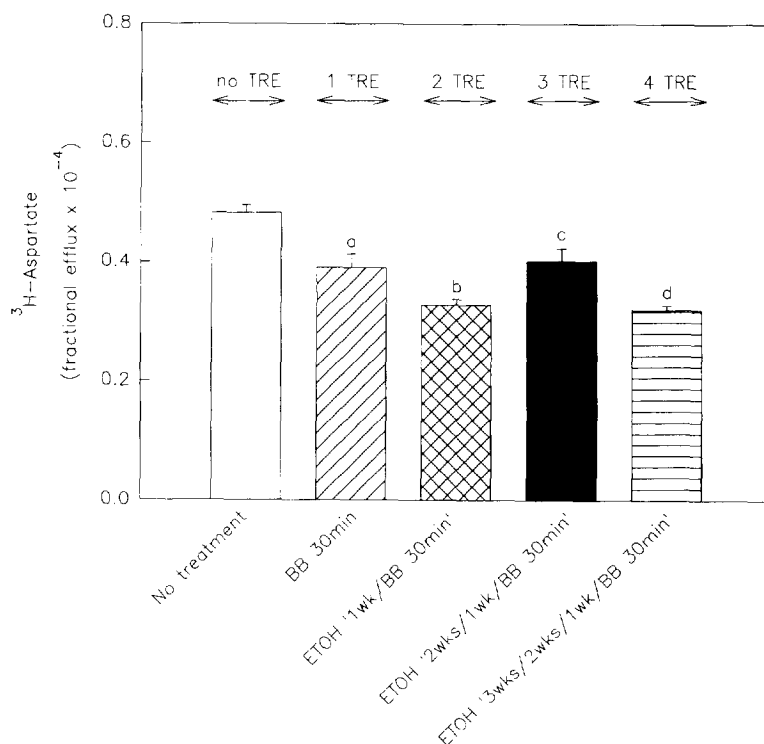 0.8
no TRE 1 TRE 2 TRE 3 TRE 4 TRE
0.6
³H-Aspartate
(fractional efflux x 10⁻⁴)
a
b
c
d
0.4
0.2
0.0
No treatment
BB 30min
ETOH '1wk/BB 30min'
ETOH '2wks/1wk/BB 30min'
ETOH '3wks/2wks/1wk/BB 30min'